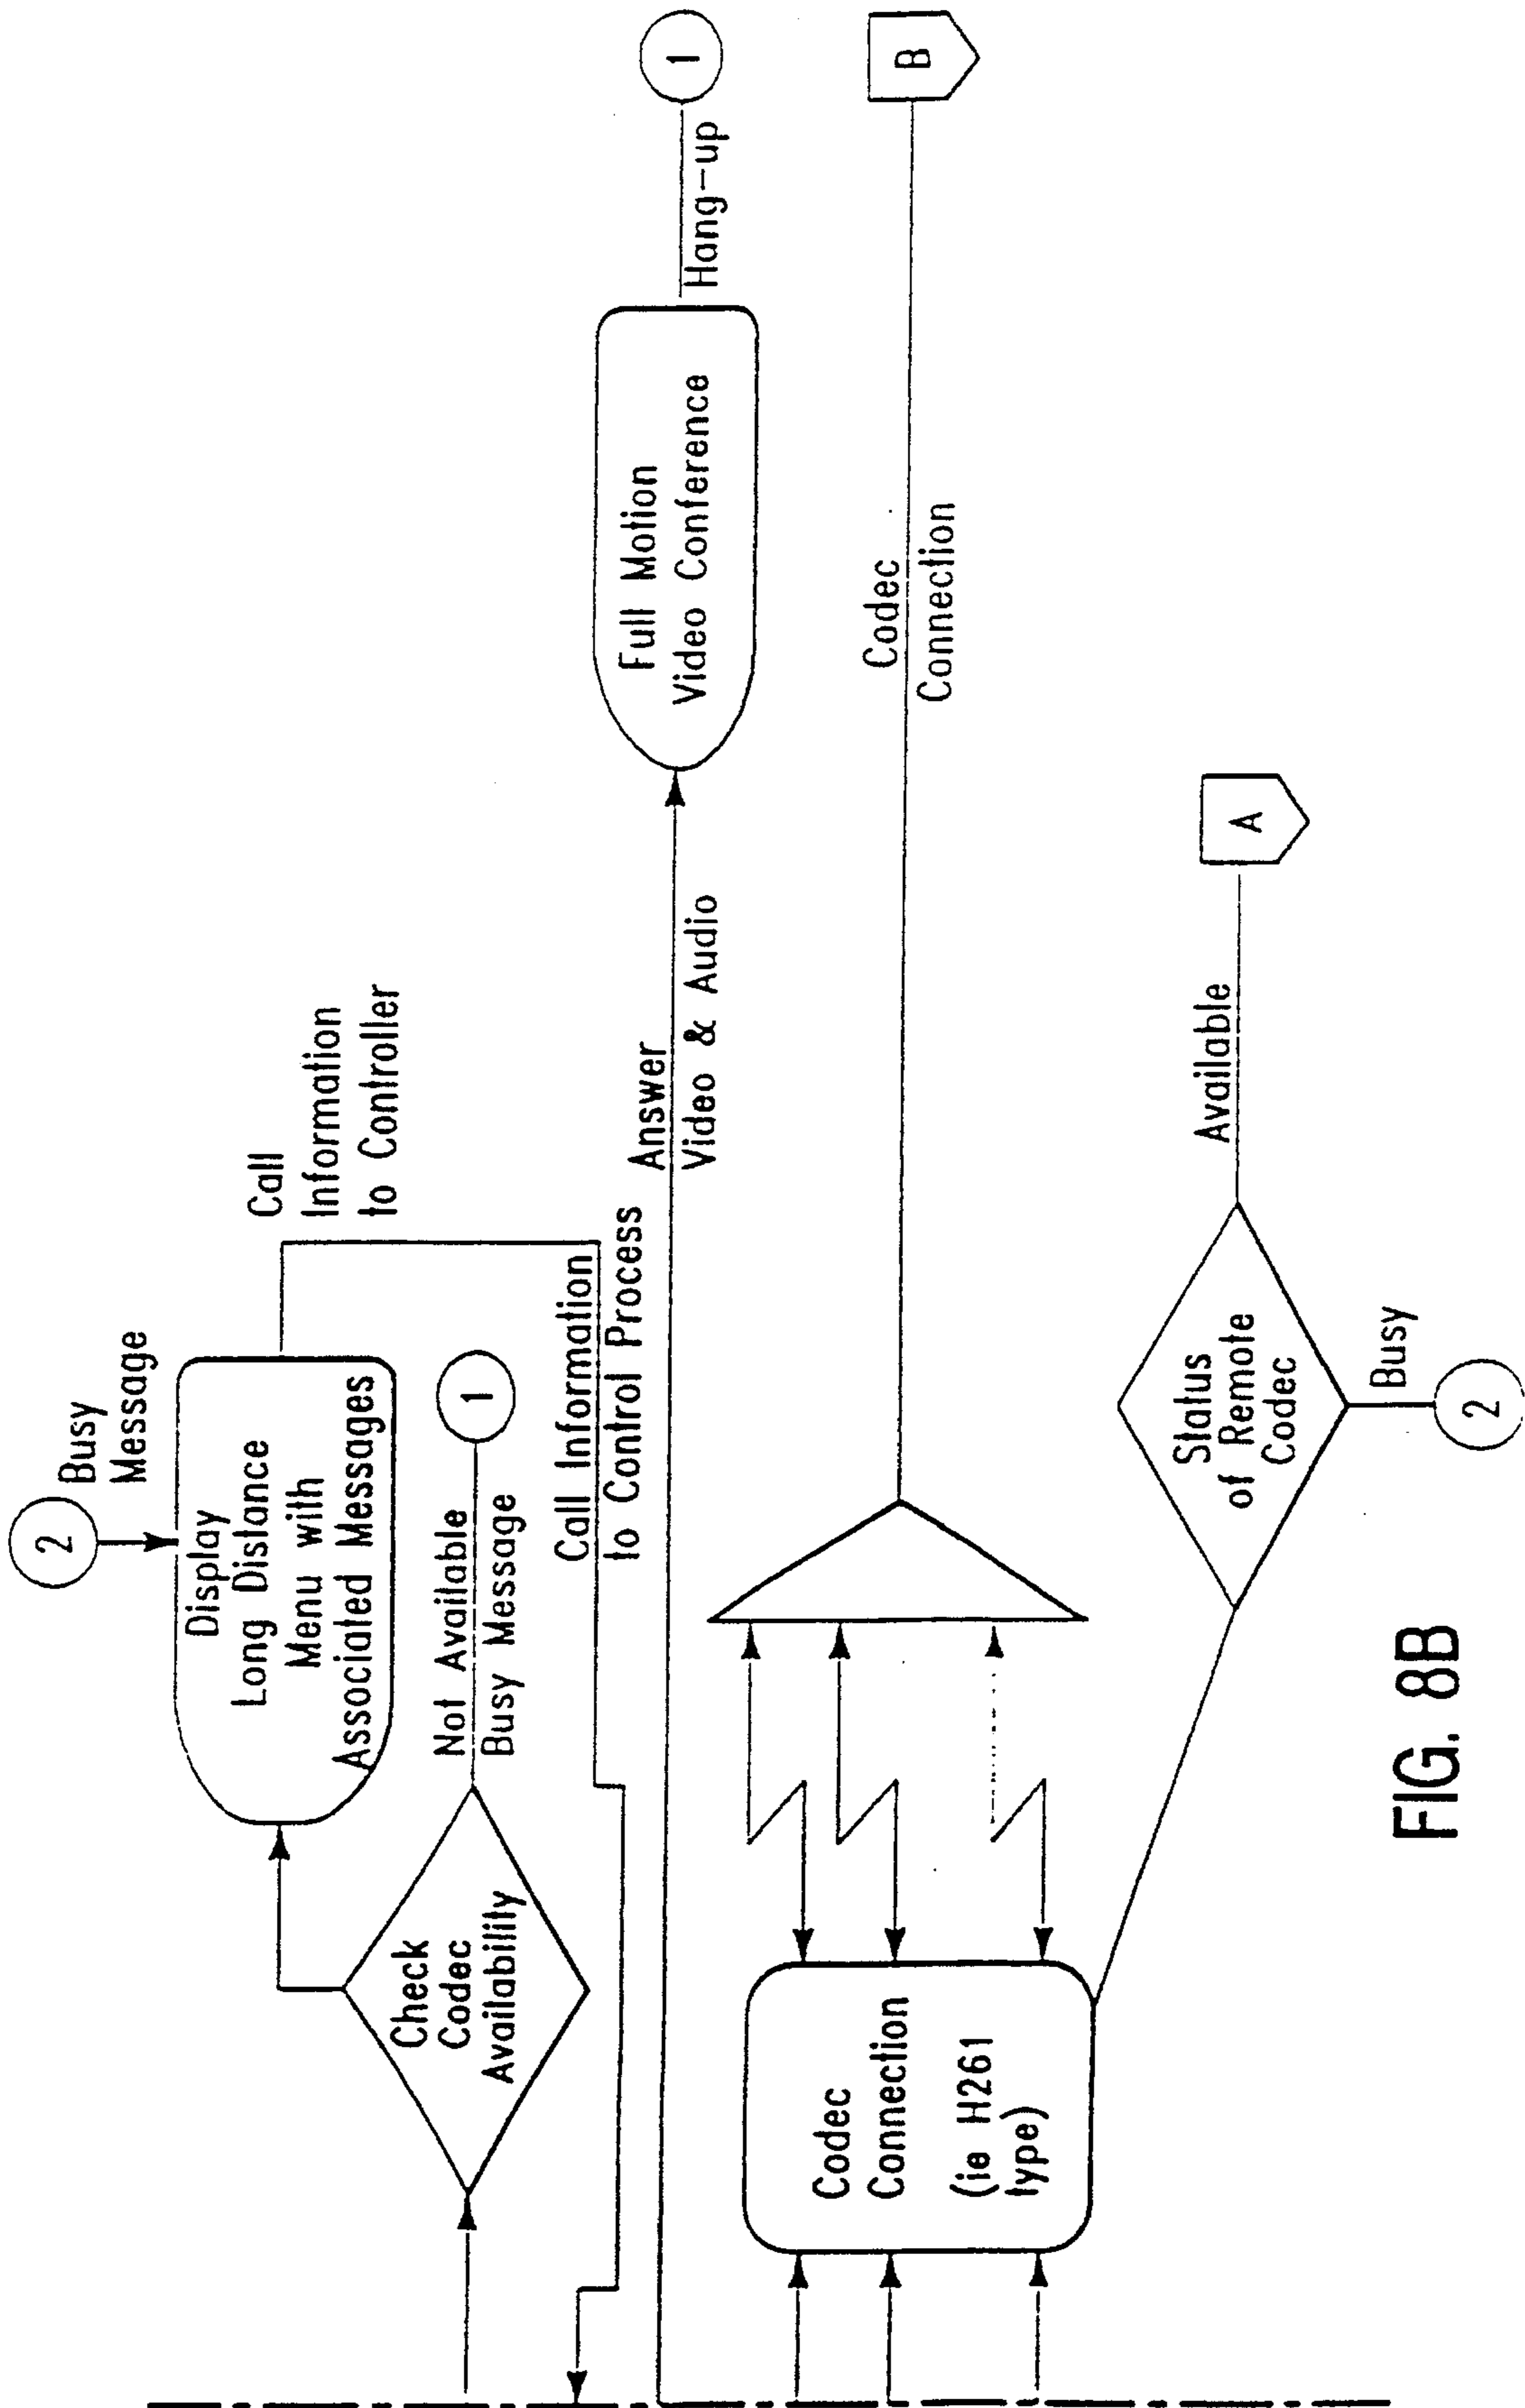 2
Busy
Message
Display
Long Distance
Menu with
Associated Messages
Call
Information
to Controller
Check
Codec
Availability
Not Available
Busy Message
1
Call Information
to Control Process
Answer
Video & Audio
Full Motion
Video Conference
Hang-up
1
Codec
Connection
(ie H261
type)
Codec
Connection
B
Status
of Remote
Codec
Available
A
Busy
2
FIG. 8B